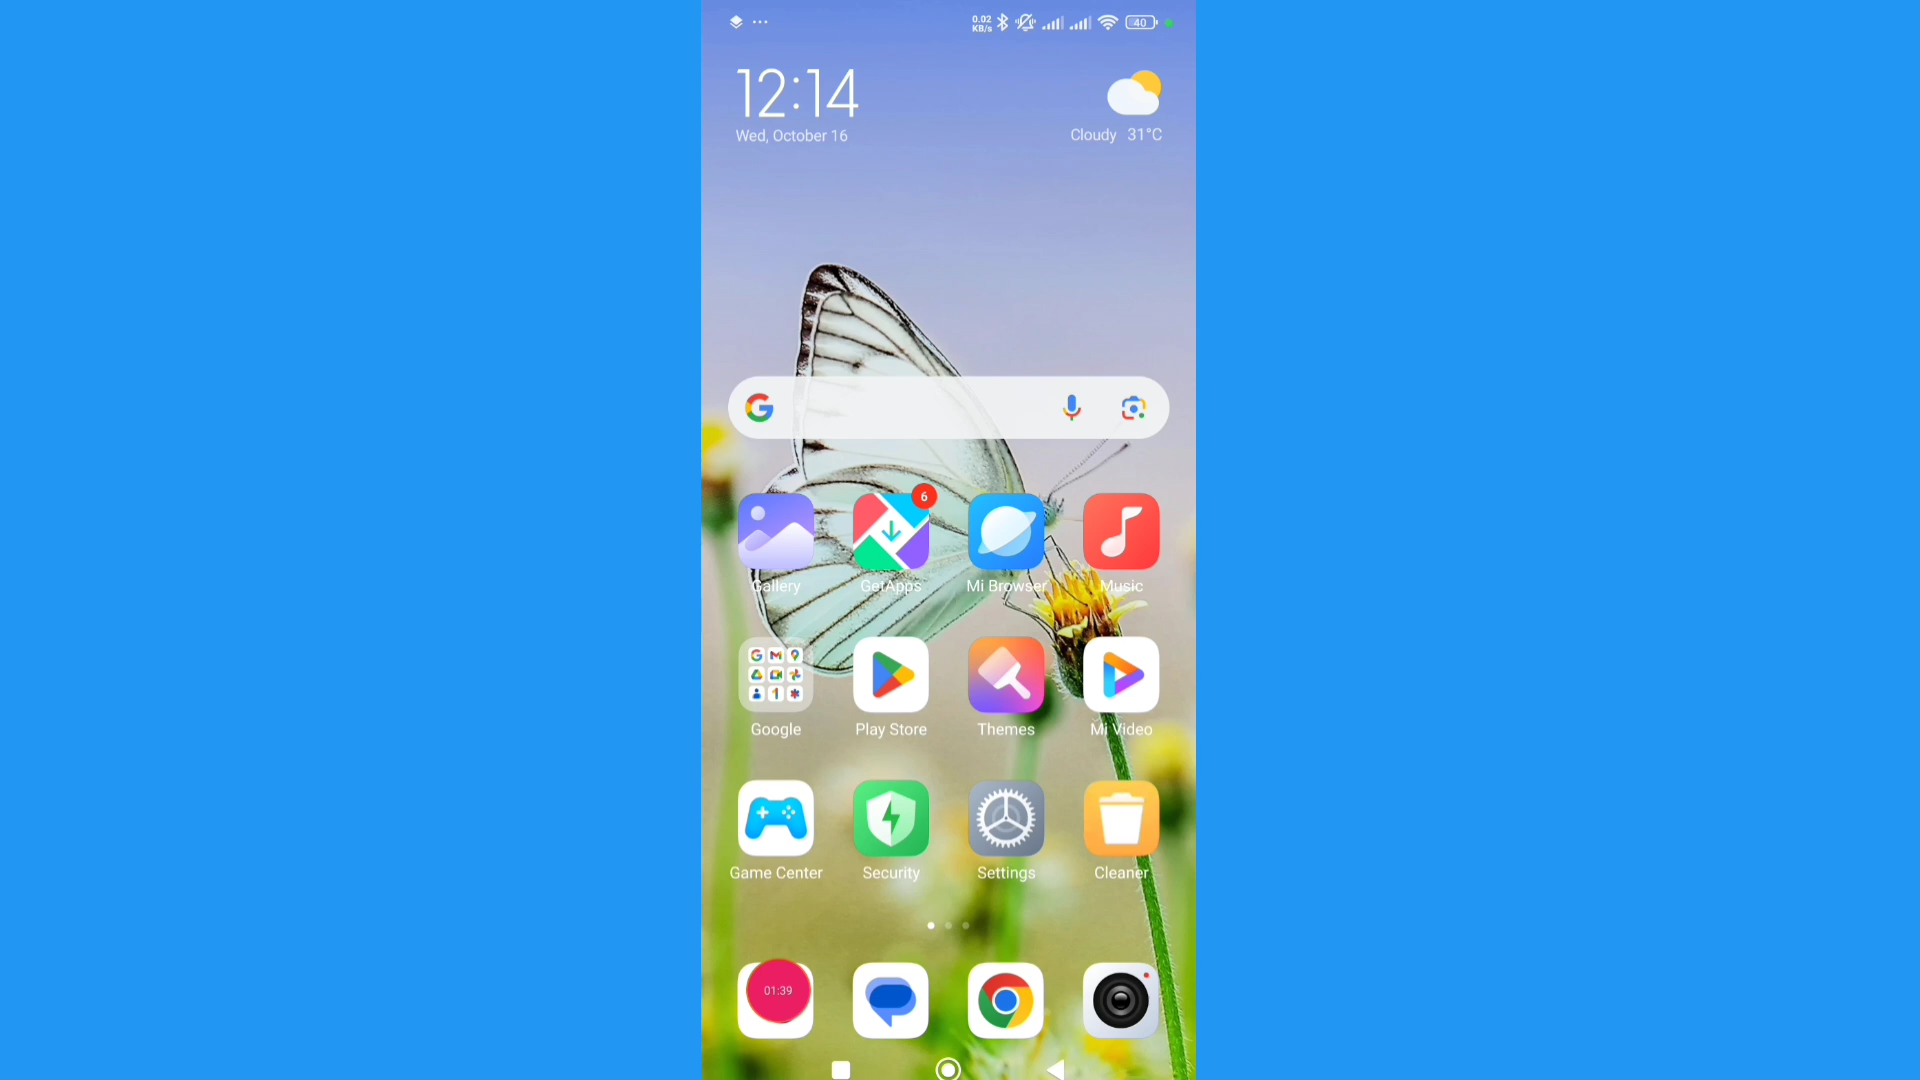 0.02
KB/s
40
12:14
Wed, October 16
Cloudy 31°C
6
Gallery GetApps Mi Browser Music
Google Play Store Themes Mi Video
Game Center Security Settings Cleaner
01:39